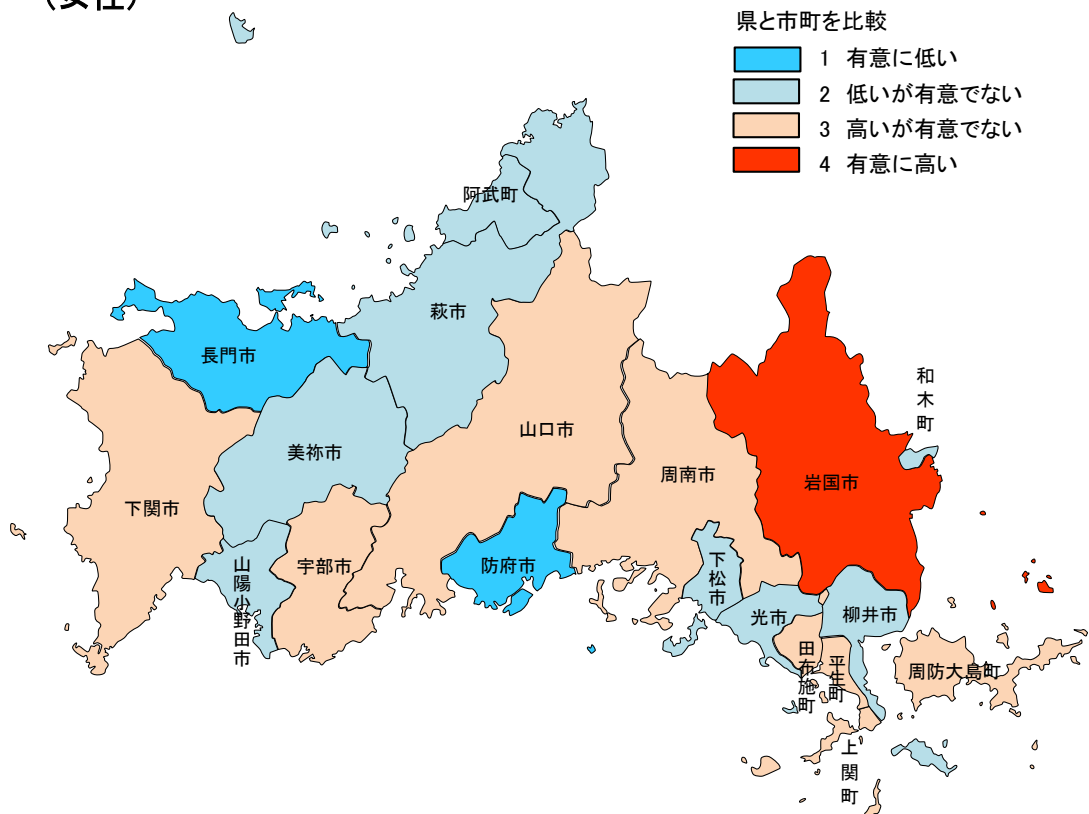 （女性）
県と市町を比較
1 有意に低い
2 低いが有意でない
3 高いが有意でない
4 有意に高い
阿武町
萩市
長門市
和木町
山口市
美祢市
周南市
岩国市
下関市
防府市
宇部市
山陽小野田市
下松市
光市
柳井市
田布施町
平生町
周防大島町
上関町